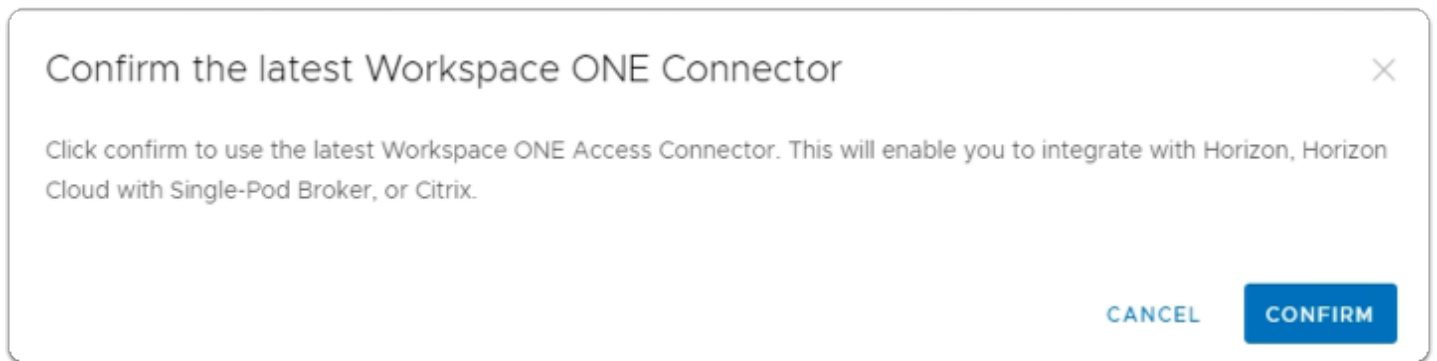 Confirm the latest Workspace ONE Connector
Click confirm to use the latest Workspace ONE Access Connector. This will enable you to integrate with Horizon, Horizon
Cloud with Single-Pod Broker, or Citrix.
CANCEL CONFIRM